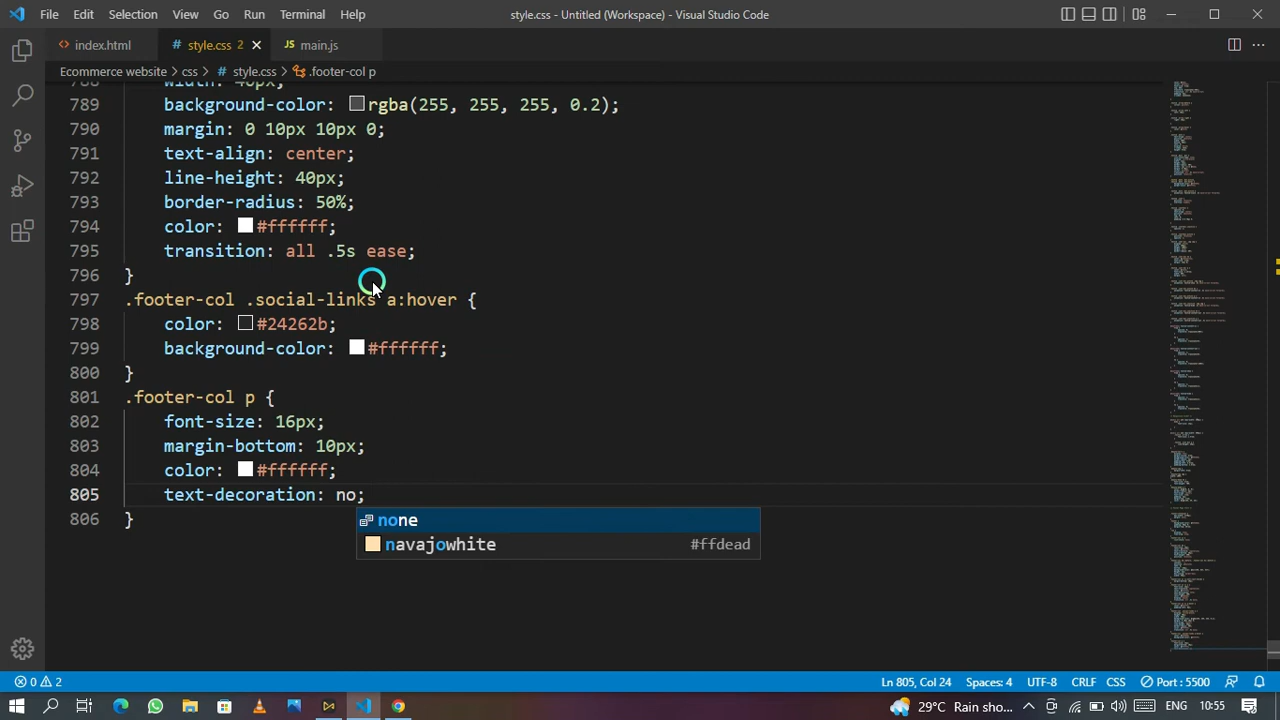 File Edit Selection View Go Run Terminal Help style.css - Untitled (Workspace) - Visual Studio Code
index.html style.css 2 main.js
Ecommerce website > css > style.css > .footer-col p
788 width: 40px;
789 background-color: rgba(255, 255, 255, 0.2);
790 margin: 0 10px 10px 0;
791 text-align: center;
792 line-height: 40px;
793 border-radius: 50%;
794 color: #ffffff;
795 transition: all .5s ease;
796 }
797 .footer-col .social-links a:hover {
798 color: #24262b;
799 background-color: #ffffff;
800 }
801 .footer-col p {
802 font-size: 16px;
803 margin-bottom: 10px;
804 color: #ffffff;
805 text-decoration: no;
none
806 }
navajowhite #ffdead
0 2 Ln 805, Col 24 Spaces: 4 UTF-8 CRLF CSS Port : 5500
29°C Rain sho... ENG 10:55